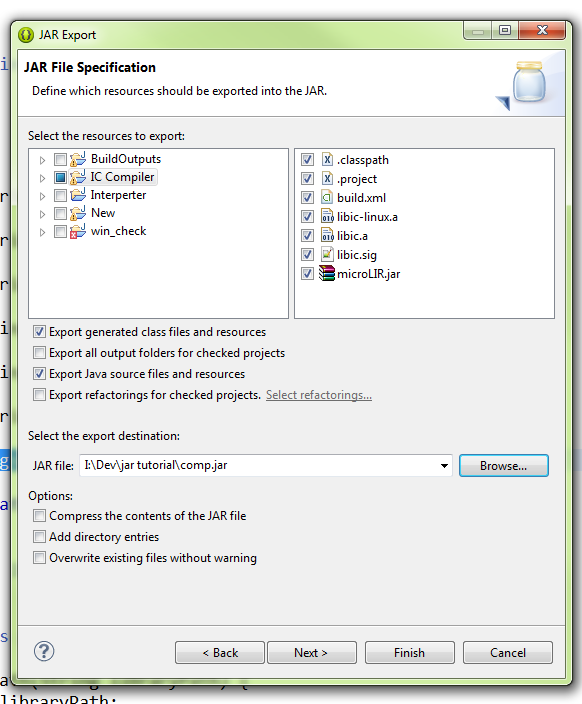 JAR Export
JAR File Specification
Define which resources should be exported into the JAR.
Select the resources to export:
BuildOutputs
IC Compiler
Interperter
New
win_check
.classpath
.project
build.xml
libic-linux.a
libic.a
libic.sig
microLIR.jar
Export generated class files and resources
Export all output folders for checked projects
Export Java source files and resources
Export refactorings for checked projects. Select refactorings...
Select the export destination:
JAR file: I:\Dev\jar tutorial\comp.jar Browse...
Options:
Compress the contents of the JAR file
Add directory entries
Overwrite existing files without warning
? < Back Next > Finish Cancel
libraryPath;